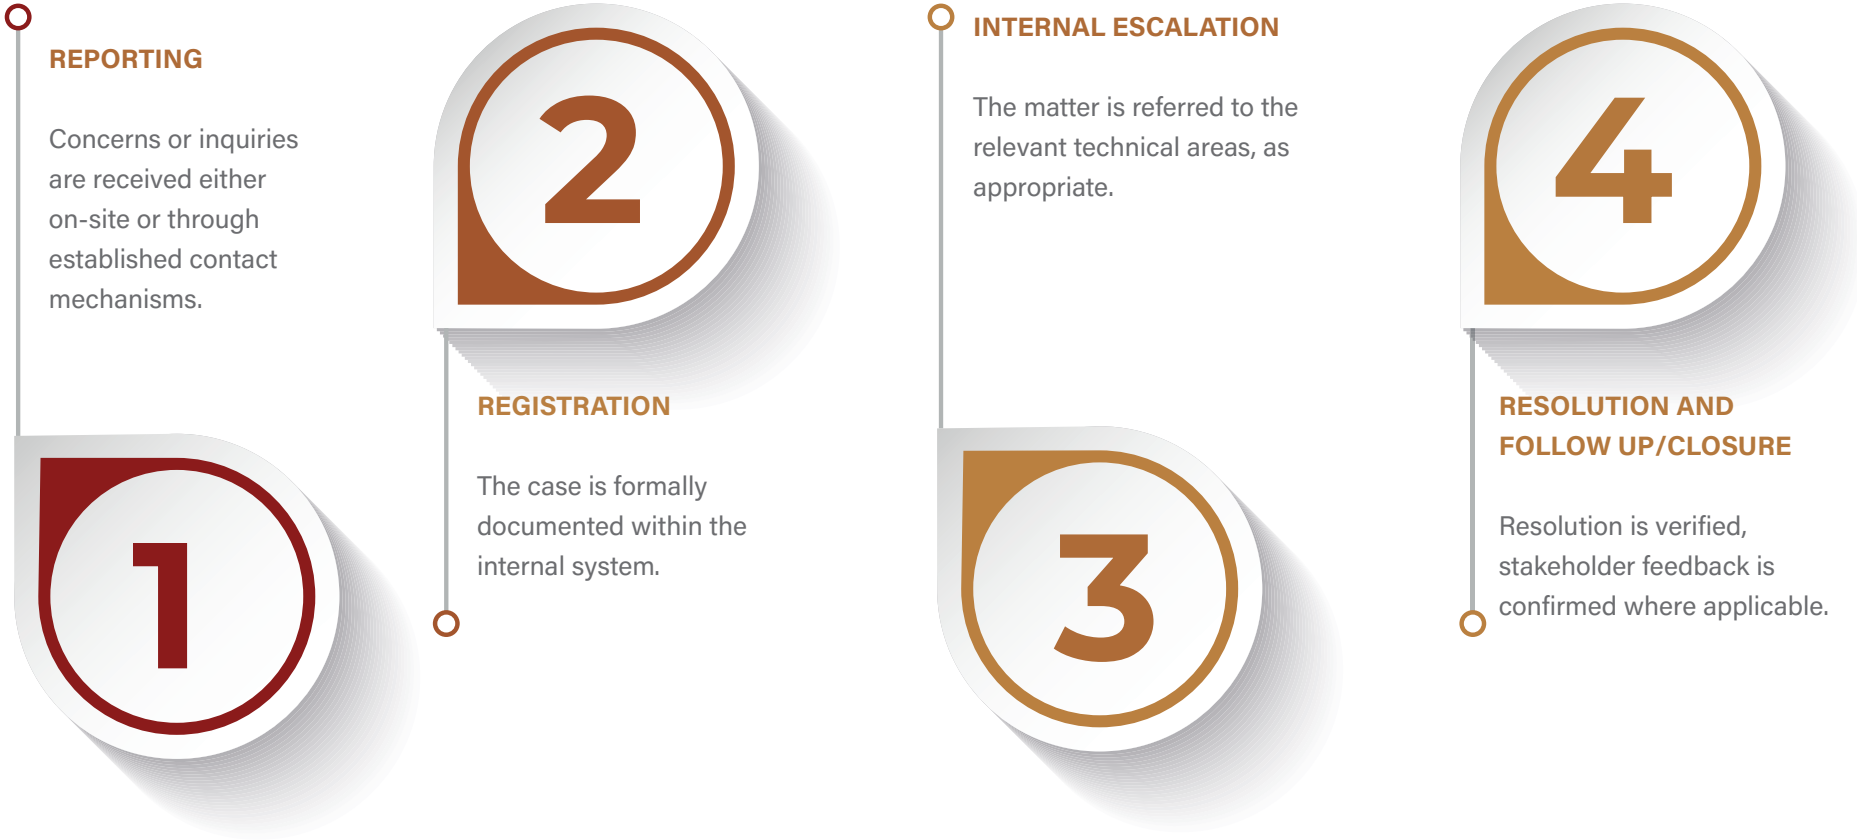 REPORTING
Concerns or inquiries
are received either
on-site or through
established contact
mechanisms.
1
2
REGISTRATION
The case is formally
documented within the
internal system.
INTERNAL ESCALATION
The matter is referred to the
relevant technical areas, as
appropriate.
3
4
RESOLUTION AND
FOLLOW UP/CLOSURE
Resolution is verified,
stakeholder feedback is
confirmed where applicable.